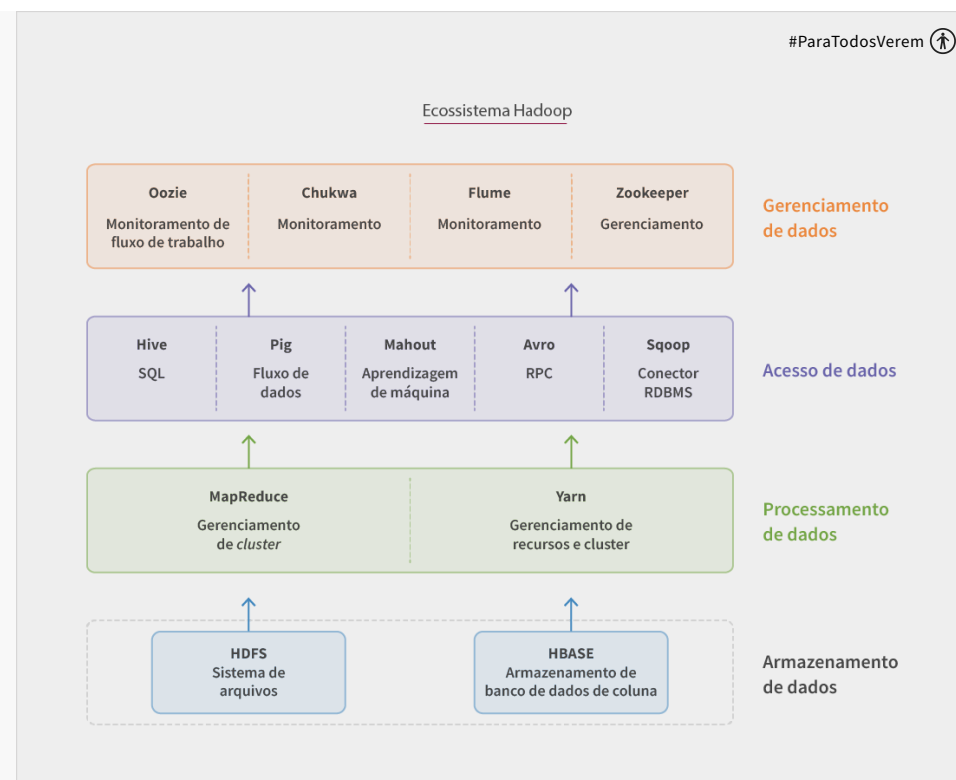 #ParaTodosVerem
Ecossistema Hadoop
Oozie
Monitoramento de
fluxo de trabalho
Chukwa
Monitoramento
Flume
Monitoramento
Zookeeper
Gerenciamento
Gerenciamento
de dados
Hive
SQL
Pig
Fluxo de
dados
Mahout
Aprendizagem
de máquina
Avro
RPC
Sqoop
Conector
RDBMS
Acesso de dados
MapReduce
Gerenciamento
de cluster
Yarn
Gerenciamento de
recursos e cluster
Processamento
de dados
HDFS
Sistema de
arquivos
HBASE
Armazenamento de
banco de dados de coluna
Armazenamento
de dados